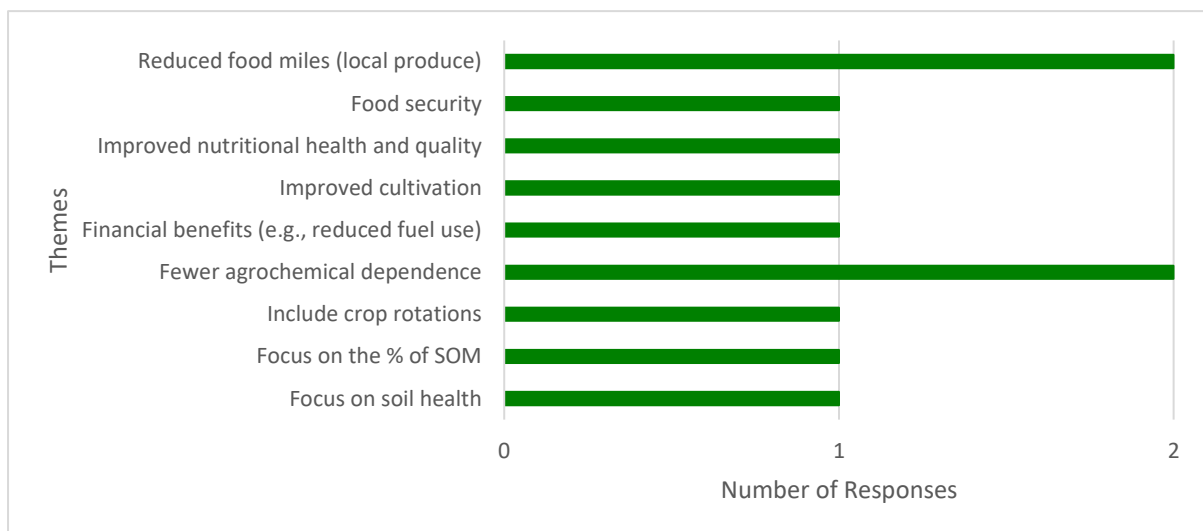 Reduced food miles (local produce)
Food security
Improved nutritional health and quality
Improved cultivation
Financial benefits (e.g., reduced fuel use)
Fewer agrochemical dependence
Include crop rotations
Focus on the % of SOM
Focus on soil health
Themes
0 1 2
Number of Responses